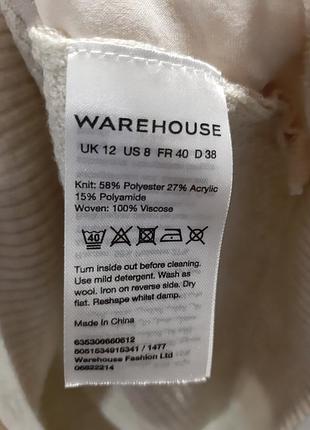 WAREHOUSE
UK 12 US 8 FR 40 D 38
Knit: 58% Polyester 27% Acrylic
15% Polyamide
Woven: 100% Viscose
40
Turn inside out before cleaning.
Use mild detergent. Wash as
wool. Iron on reverse side. Dry
flat. Reshape whilst damp.
Made In China
635306660612
5051534915341 / 1477
Warehouse Fashion Ltd
06822214